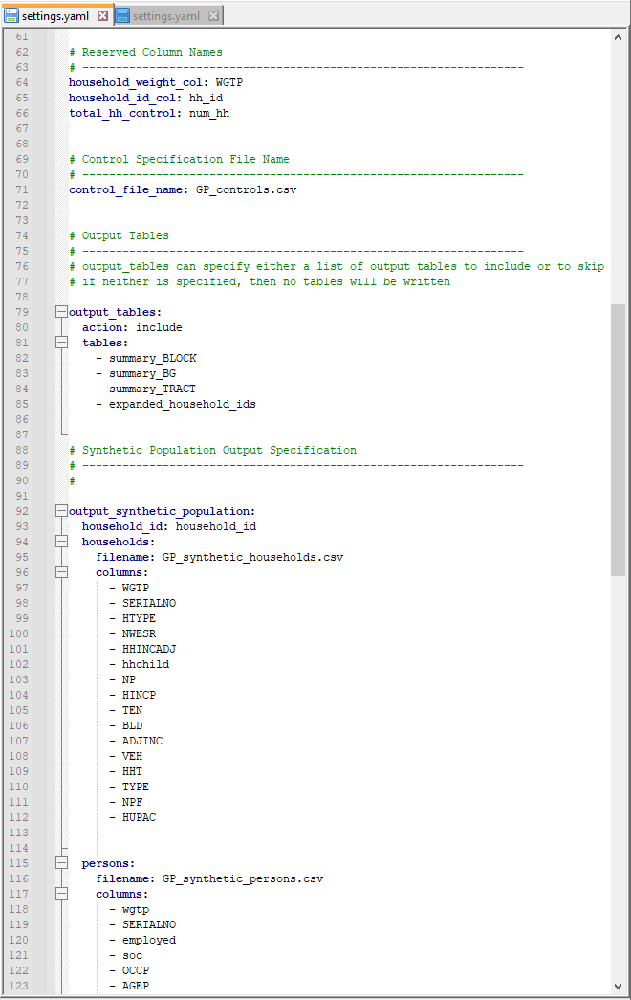 settings.yaml settings.yaml
61
62 # Reserved Column Names
63 # ------------------------------------------------------------------
64 household_weight_col: WGTP
65 household_id_col: hh_id
66 total_hh_control: num_hh
67
68
69 # Control Specification File Name
70 # ------------------------------------------------------------------
71 control_file_name: GP_controls.csv
72
73
74 # Output Tables
75 # ------------------------------------------------------------------
76 # output_tables can specify either a list of output tables to include or to skip
77 # if neither is specified, then no tables will be written
78
79 output_tables:
80   action: include
81   tables:
82     - summary_BLOCK
83     - summary_BG
84     - summary_TRACT
85     - expanded_household_ids
86
87
88 # Synthetic Population Output Specification
89 # ------------------------------------------------------------------
90 #
91
92 output_synthetic_population:
93   household_id: household_id
94   households:
95     filename: GP_synthetic_households.csv
96     columns:
97       - WGTP
98       - SERIALNO
99       - HTYPE
100       - NWESR
101       - HHINCADJ
102       - hhchild
103       - NP
104       - HINCP
105       - TEN
106       - BLD
107       - ADJINC
108       - VEH
109       - HHT
110       - TYPE
111       - NPF
112       - HUPAC
113
114
115   persons:
116     filename: GP_synthetic_persons.csv
117     columns:
118       - wgtp
119       - SERIALNO
120       - employed
121       - soc
122       - OCCP
123       - AGEP